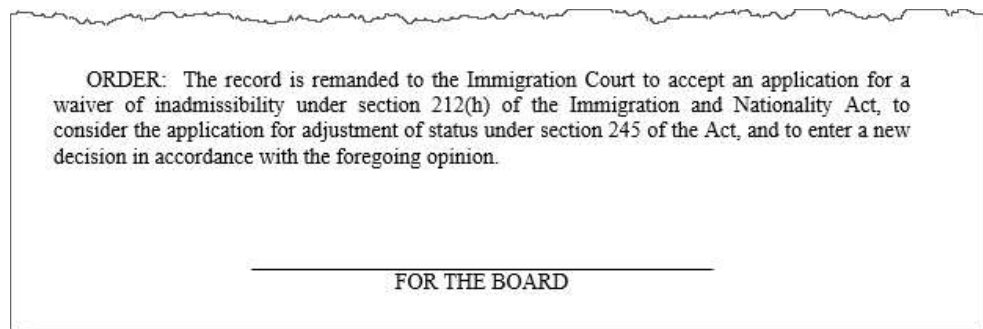 ORDER: The record is remanded to the Immigration Court to accept an application for a
waiver of inadmissibility under section 212(h) of the Immigration and Nationality Act, to
consider the application for adjustment of status under section 245 of the Act, and to enter a new
decision in accordance with the foregoing opinion.
FOR THE BOARD